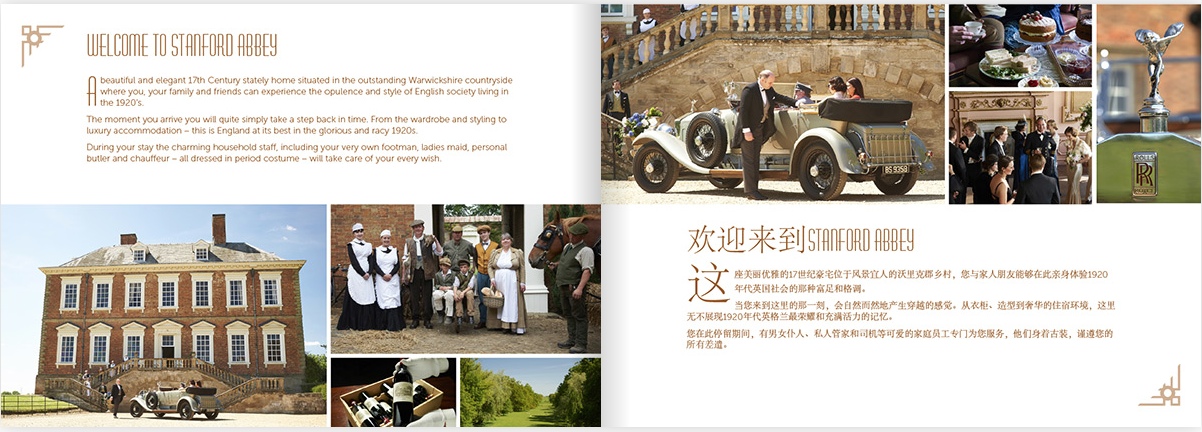 WELCOME TO STANFORD ABBEY
A beautiful and elegant 17th Century stately home situated in the outstanding Warwickshire countryside
where you, your family and friends can experience the opulence and style of English society living in
the 1920's.
The moment you arrive you will quite simply take a step back in time. From the wardrobe and styling to
luxury accommodation – this is England at its best in the glorious and racy 1920s.
During your stay the charming household staff, including your very own footman, ladies maid, personal
butler and chauffeur – all dressed in period costume – will take care of your every wish.
BS 9358
ROLLS
RR
ROYCE
欢迎来到STANFORD ABBEY
这座美丽优雅的17世纪豪宅位于风景宜人的沃里克郡乡村，您与家人朋友能够在此亲身体验1920
年代英国社会的那种富足和格调。
当您来到这里的那一刻，会自然而然地产生穿越的感觉。从衣柜、造型到奢华的住宿环境，这里
无不展现1920年代英格兰最荣耀和充满活力的记忆。
您在此停留期间，有男女仆人、私人管家和司机等可爱的家庭员工专门为您服务，他们身着古装，谨遵您的
所有差遣。